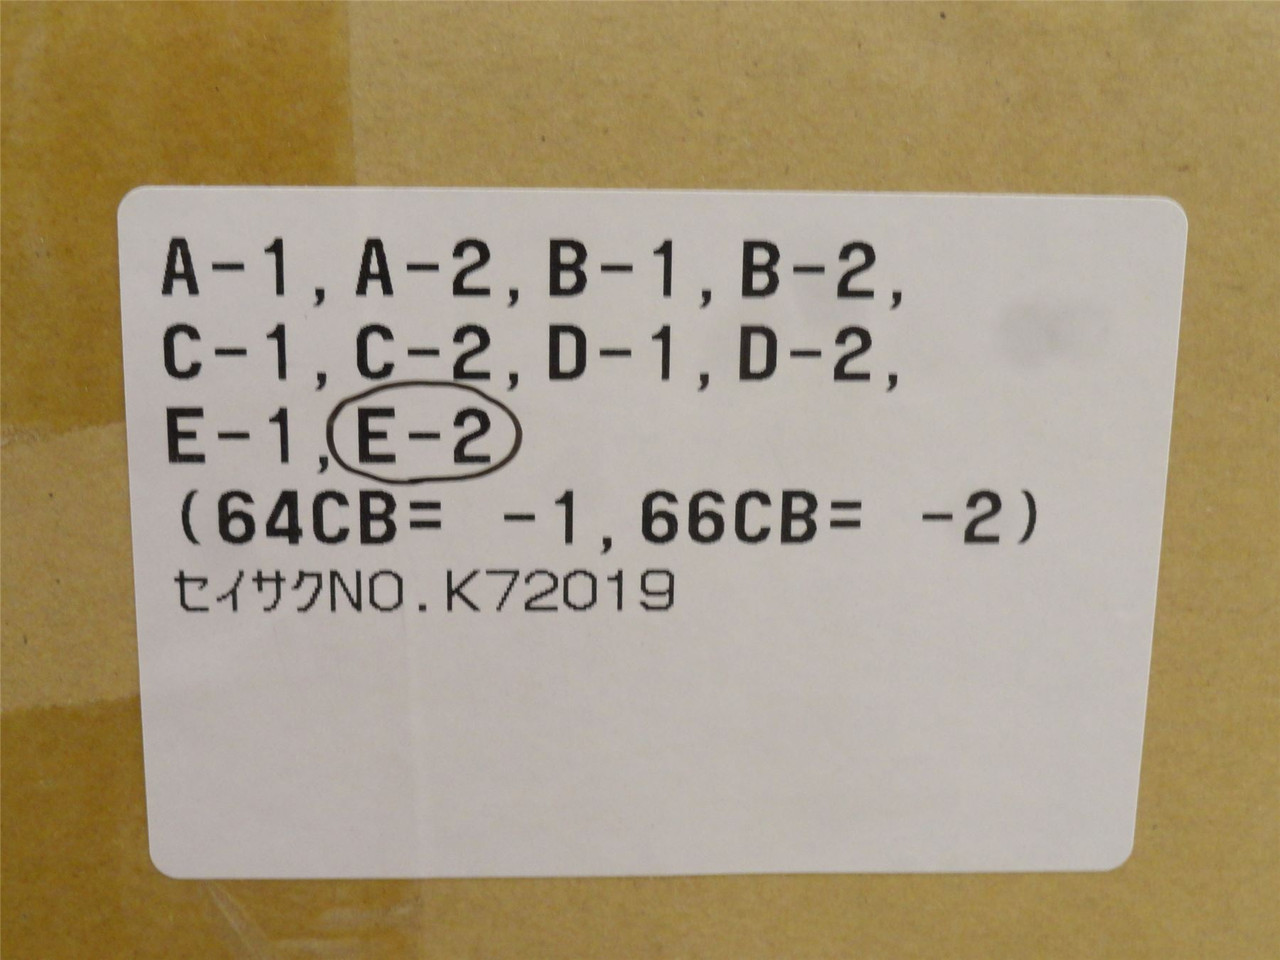 A-1,A-2,B-1,B-2,
C-1,C-2,D-1,D-2,
E-1,E-2
(64CB= -1,66CB= -2)
セイサクNO.K72019